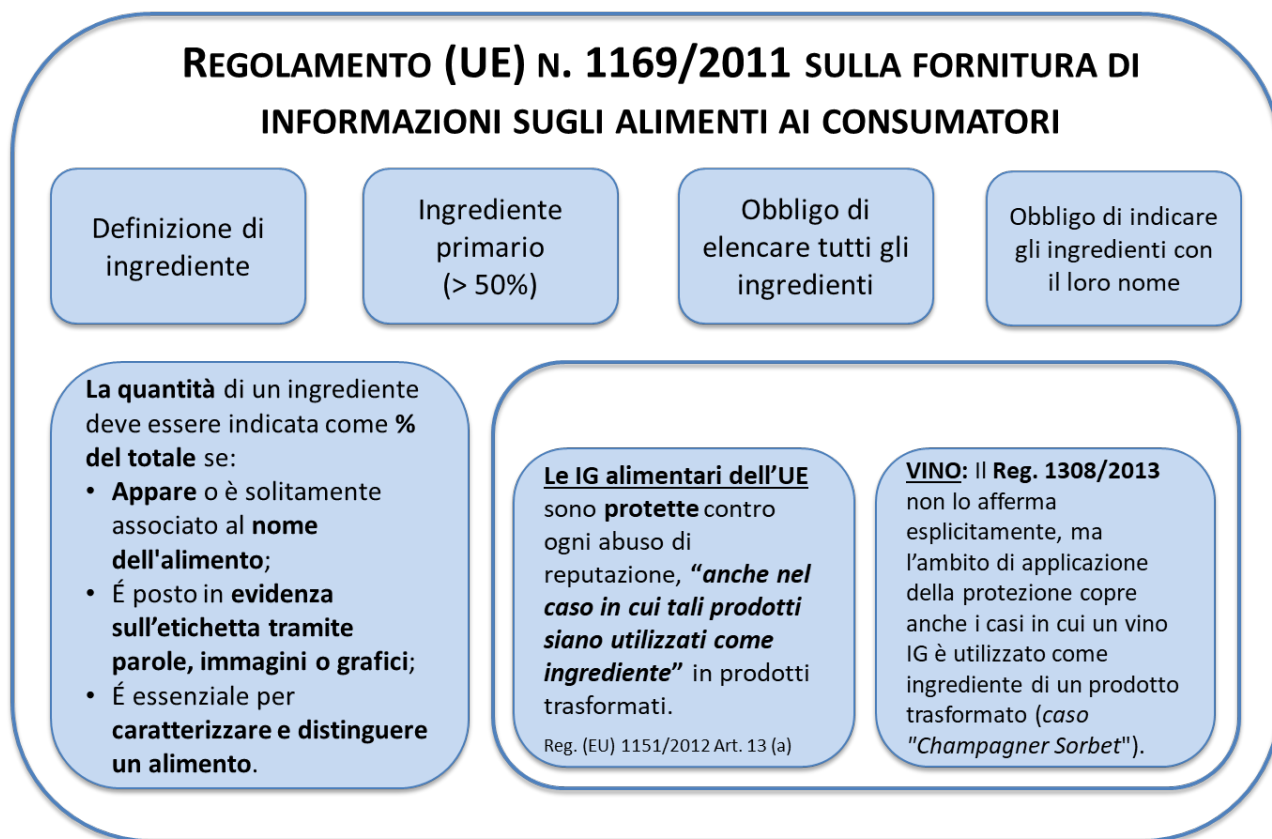 REGOLAMENTO (UE) N. 1169/2011 SULLA FORNITURA DI
INFORMAZIONI SUGLI ALIMENTI AI CONSUMATORI
Definizione di
ingrediente
Ingrediente
primario
(> 50%)
Obbligo di
elencare tutti gli
ingredienti
Obbligo di indicare
gli ingredienti con
il loro nome
La quantità di un ingrediente
deve essere indicata come %
del totale se:
• Appare o è solitamente
associato al nome
dell'alimento;
• É posto in evidenza
sull'etichetta tramite
parole, immagini o grafici;
• É essenziale per
caratterizzare e distinguere
un alimento.
Le IG alimentari dell'UE
sono protette contro
ogni abuso di
reputazione, "anche nel
caso in cui tali prodotti
siano utilizzati come
ingrediente" in prodotti
trasformati.
Reg. (EU) 1151/2012 Art. 13 (a)
VINO: Il Reg. 1308/2013
non lo afferma
esplicitamente, ma
l'ambito di applicazione
della protezione copre
anche i casi in cui un vino
IG è utilizzato come
ingrediente di un prodotto
trasformato (caso
"Champagner Sorbet").